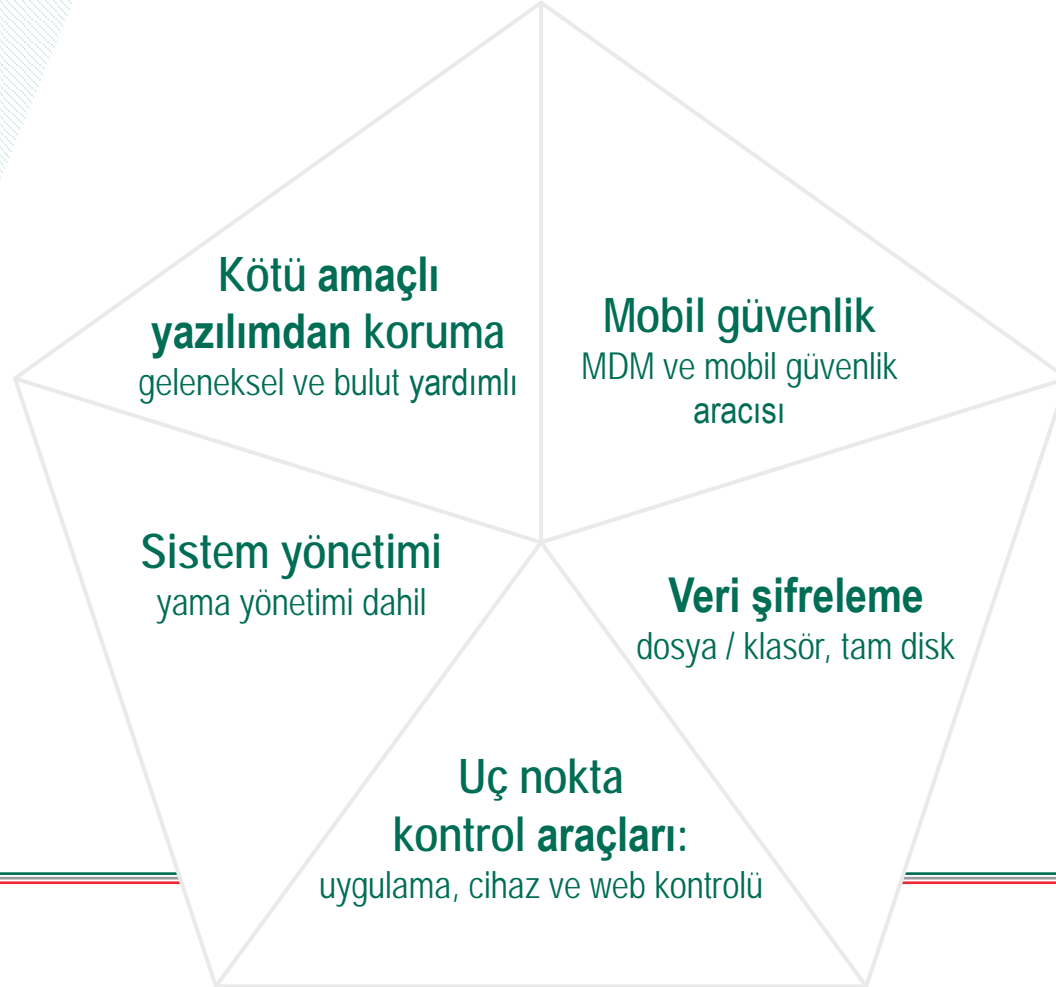 Kötü amaçlı
yazılımdan koruma
geleneksel ve bulut yardımlı
Mobil güvenlik
MDM ve mobil güvenlik
aracısı
Sistem yönetimi
yama yönetimi dahil
Veri şifreleme
dosya / klasör, tam disk
Uç nokta
kontrol araçları:
uygulama, cihaz ve web kontrolü